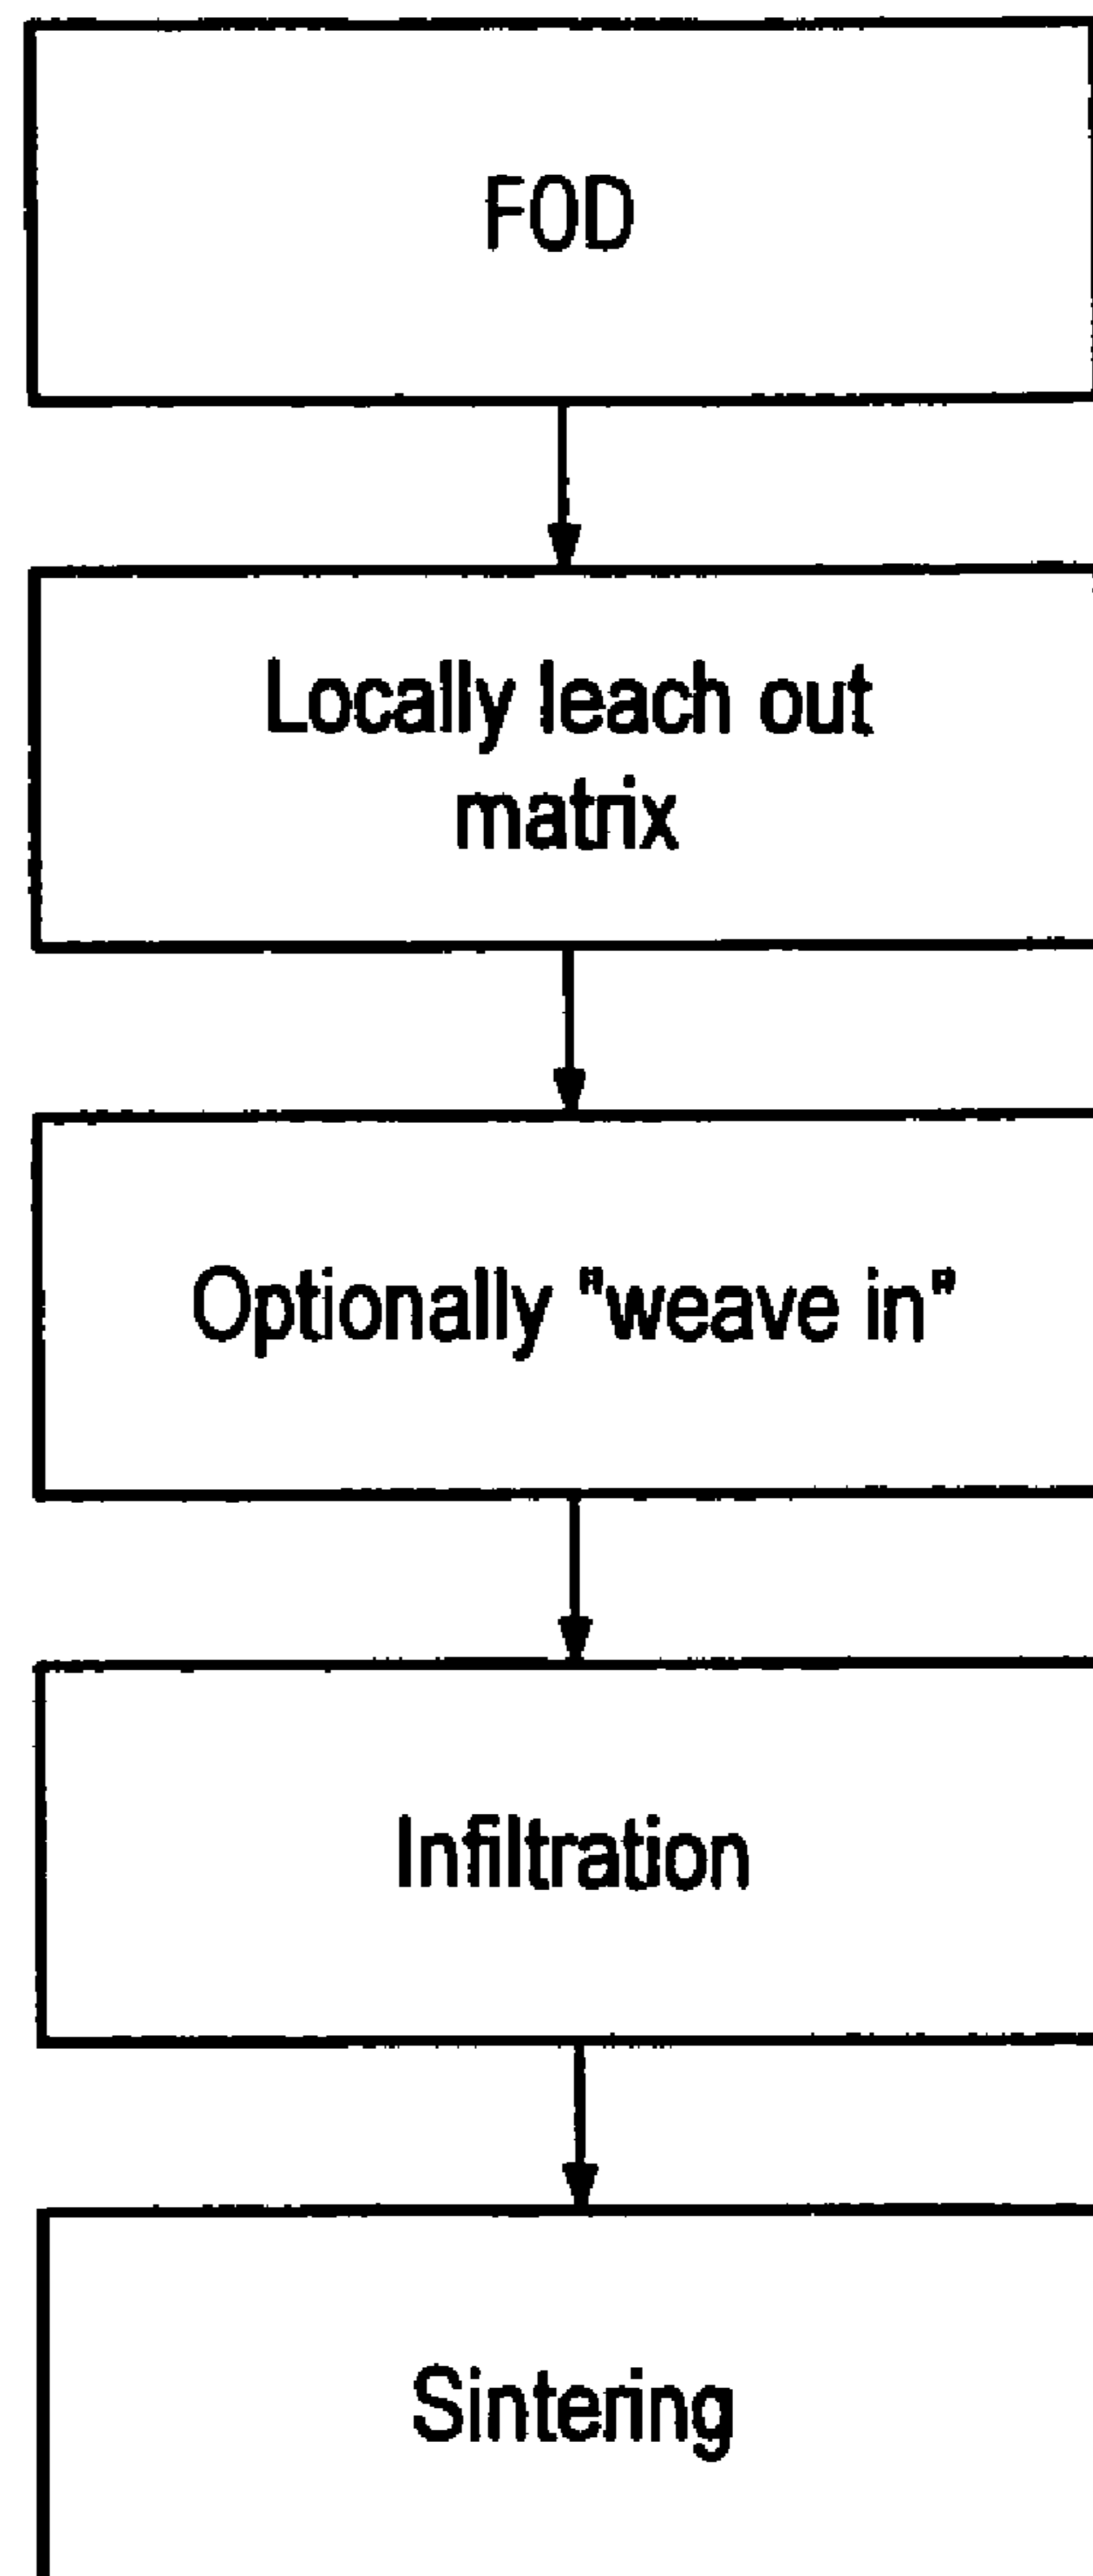 FOD
Locally leach out
matrix
Optionally "weave in"
Infiltration
Sintering